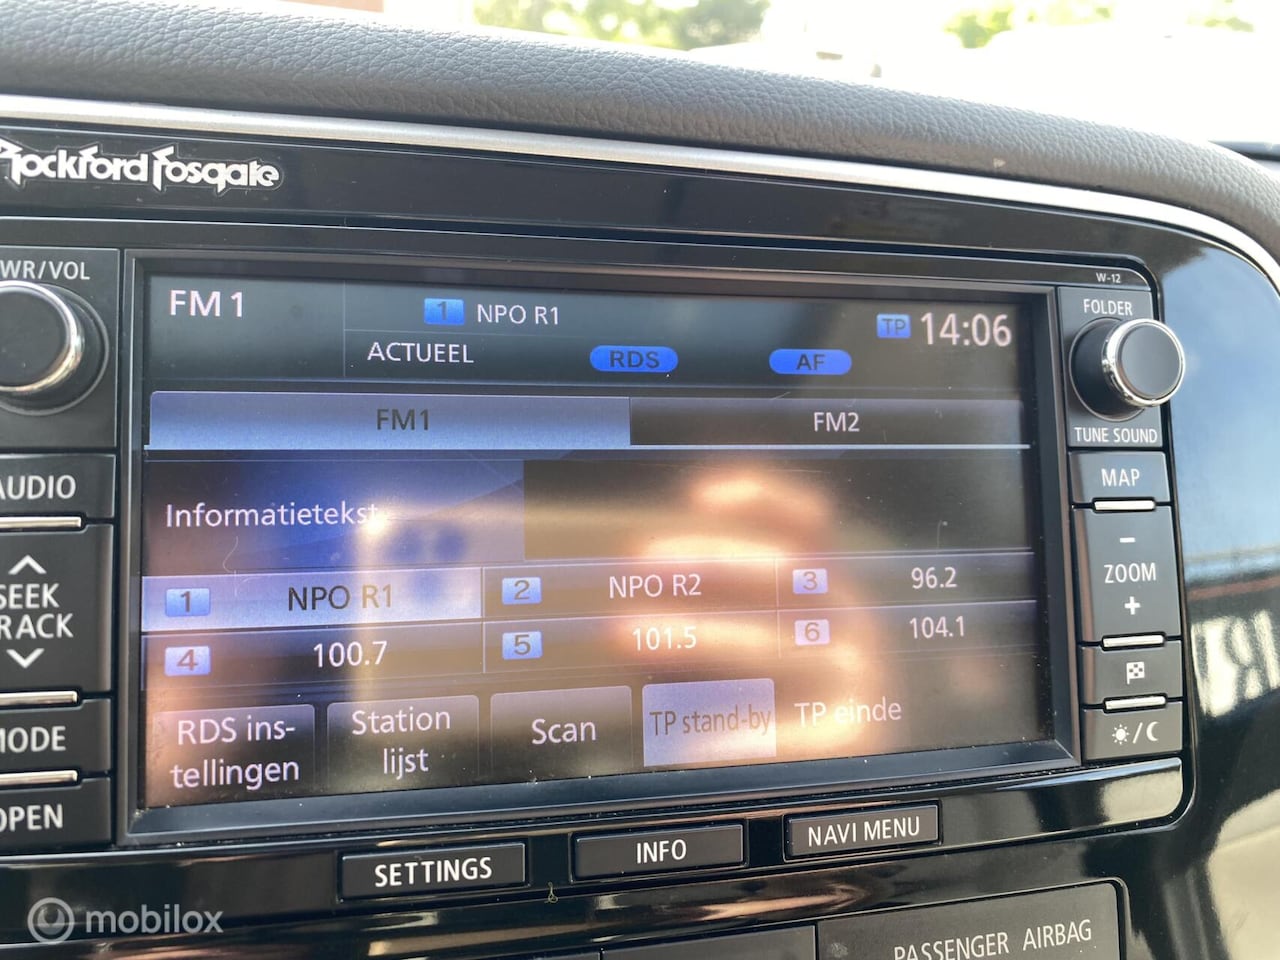 Rockford Fosgate
W-12
WR/VOL
FOLDER
FM1
1 NPO R1
TP 14:06
ACTUEEL
RDS
AF
TUNE SOUND
FM1
FM2
AUDIO
MAP
Informatietekst
SEEK
TRACK
−
ZOOM
+
1 NPO R1
2 NPO R2
3 96.2
4 100.7
5 101.5
6 104.1
RDS ins-
tellingen
Station
lijst
Scan
TP stand-by
TP einde
MODE
OPEN
SETTINGS
INFO
NAVI MENU
PASSENGER AIRBAG
mobilox